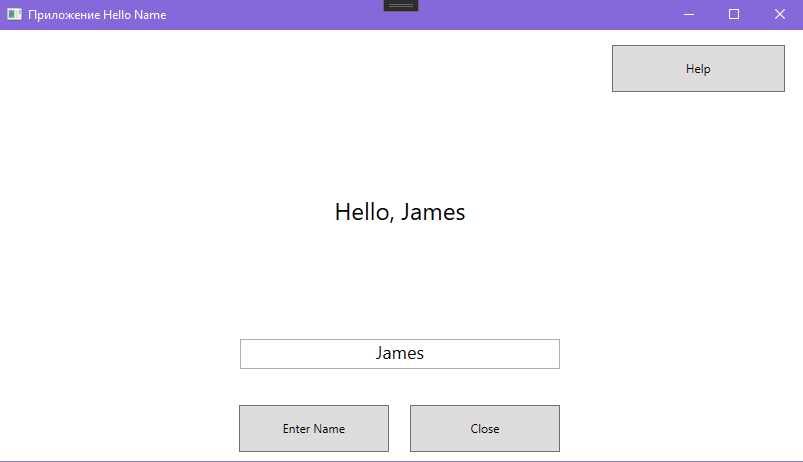 Приложение Hello Name
Help
Hello, James
James
Enter Name
Close